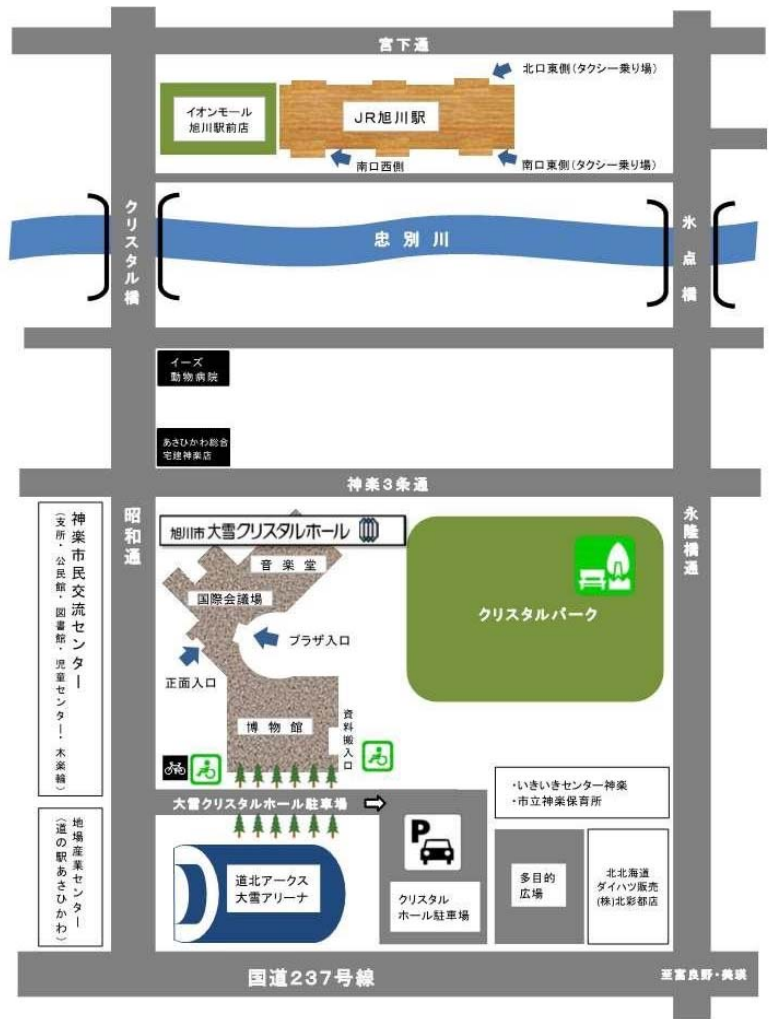 宮下通
北口東側(タクシー乗り場)
イオンモール
旭川駅前店
JR旭川駅
南口西側
南口東側(タクシー乗り場)
クリスタル橋
忠別川
氷点橋
イーズ
動物病院
あさひかわ総合
宅建神楽店
神楽3条通
神楽市民交流センター
(支所・公民館・図書館・児童センター・木楽輪)
昭和通
旭川市 大雪クリスタルホール
音楽堂
国際会議場
プラザ入口
正面入口
博物館
資料搬入口
クリスタルパーク
永隆橋通
・いきいきセンター神楽
・市立神楽保育所
大雪クリスタルホール駐車場
P
地場産業センター
(道の駅あさひかわ)
道北アークス
大雪アリーナ
クリスタル
ホール駐車場
多目的
広場
北北海道
ダイハツ販売
(株)北彩都店
国道237号線
至富良野・美瑛